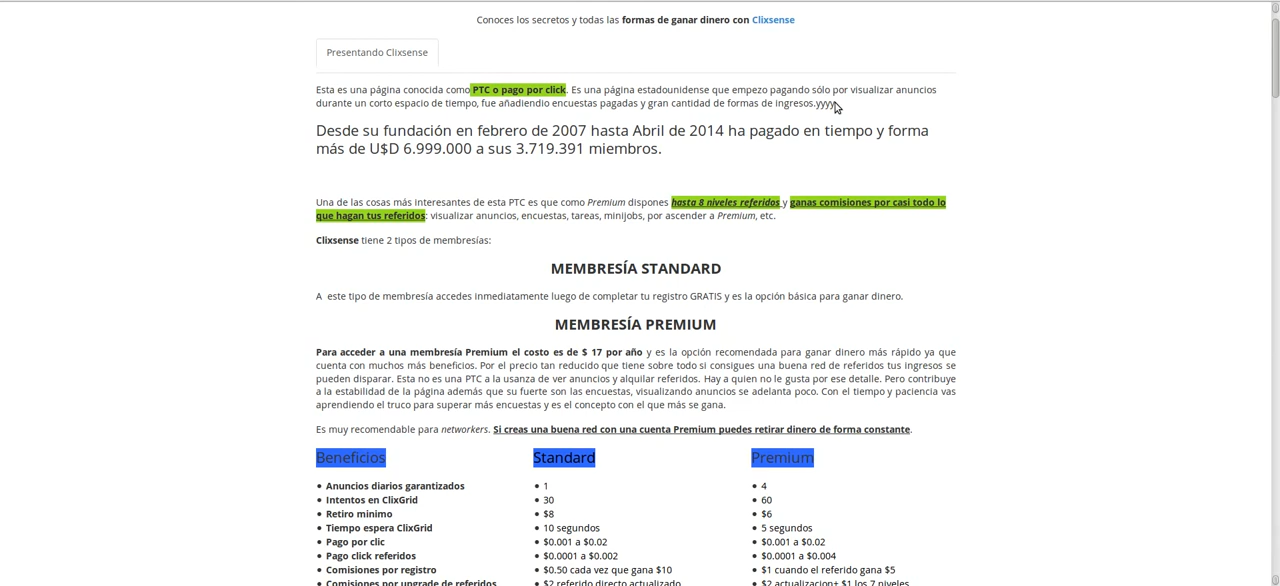 Conoces los secretos y todas las formas de ganar dinero con Clixsense
Presentando Clixsense
Esta es una página conocida como PTC o pago por click. Es una página estadounidense que empezo pagando sólo por visualizar anuncios
durante un corto espacio de tiempo, fue añadiendio encuestas pagadas y gran cantidad de formas de ingresos.yyyy
Desde su fundación en febrero de 2007 hasta Abril de 2014 ha pagado en tiempo y forma
más de U$D 6.999.000 a sus 3.719.391 miembros.
Una de las cosas más interesantes de esta PTC es que como Premium dispones hasta 8 niveles referidos y ganas comisiones por casi todo lo
que hagan tus referidos: visualizar anuncios, encuestas, tareas, minijobs, por ascender a Premium, etc.
Clixsense tiene 2 tipos de membresías:
MEMBRESÍA STANDARD
A este tipo de membresía accedes inmediatamente luego de completar tu registro GRATIS y es la opción básica para ganar dinero.
MEMBRESÍA PREMIUM
Para acceder a una membresía Premium el costo es de $ 17 por año y es la opción recomendada para ganar dinero más rápido ya que
cuenta con muchos más beneficios. Por el precio tan reducido que tiene sobre todo si consigues una buena red de referidos tus ingresos se
pueden disparar. Esta no es una PTC a la usanza de ver anuncios y alquilar referidos. Hay a quien no le gusta por ese detalle. Pero contribuye
a la estabilidad de la página además que su fuerte son las encuestas, visualizando anuncios se adelanta poco. Con el tiempo y paciencia vas
aprendiendo el truco para superar más encuestas y es el concepto con el que más se gana.
Es muy recomendable para networkers. Si creas una buena red con una cuenta Premium puedes retirar dinero de forma constante.
Beneficios Standard Premium
• Anuncios diarios garantizados • 1 • 4
• Intentos en ClixGrid • 30 • 60
• Retiro minimo • $8 • $6
• Tiempo espera ClixGrid • 10 segundos • 5 segundos
• Pago por clic • $0.001 a $0.02 • $0.001 a $0.02
• Pago click referidos • $0.0001 a $0.002 • $0.0001 a $0.004
• Comisiones por registro • $0.50 cada vez que gana $10 • $1 cuando el referido gana $5
• Comisiones por upgrade de referidos • $2 referido directo actualizado • $2 actualizacion+ $1 los 7 niveles